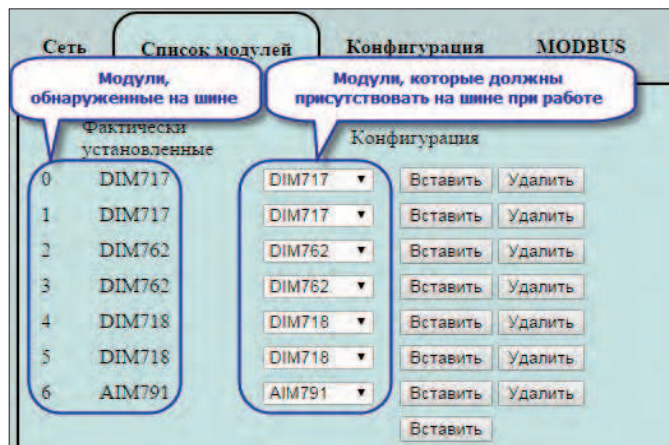 Сеть Список модулей Конфигурация MODBUS
Модули,
обнаруженные на шине
Модули, которые должны
присутствовать на шине при работе
Фактически
установленные
Конфигурация
0 DIM717 DIM717 Вставить Удалить
1 DIM717 DIM717 Вставить Удалить
2 DIM762 DIM762 Вставить Удалить
3 DIM762 DIM762 Вставить Удалить
4 DIM718 DIM718 Вставить Удалить
5 DIM718 DIM718 Вставить Удалить
6 AIM791 AIM791 Вставить Удалить
Вставить